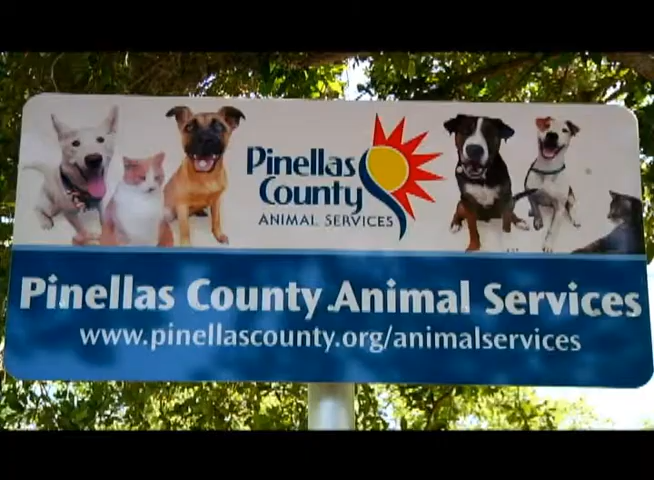 Pinellas
County
ANIMAL SERVICES
Pinellas County Animal Services
www.pinellascounty.org/animalservices